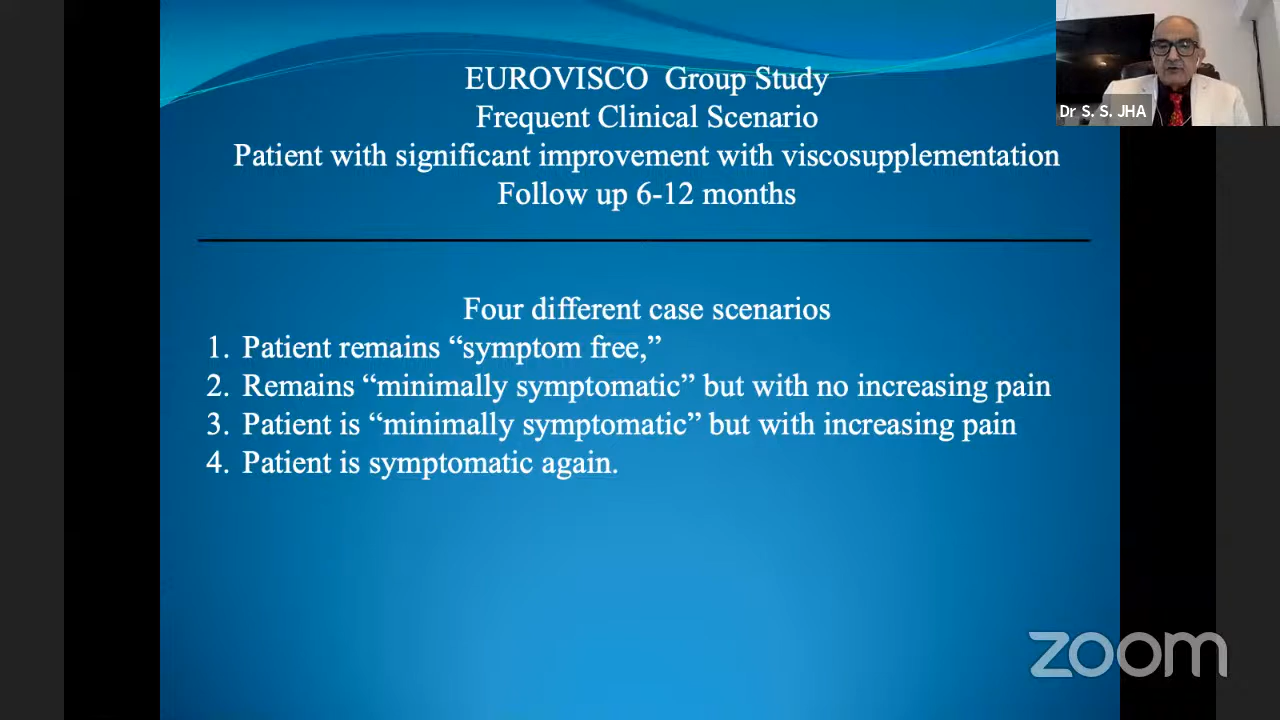 EUROVISCO Group Study
Frequent Clinical Scenario
Patient with significant improvement with viscosupplementation
Follow up 6-12 months
Four different case scenarios
1. Patient remains “symptom free,”
2. Remains “minimally symptomatic” but with no increasing pain
3. Patient is “minimally symptomatic” but with increasing pain
4. Patient is symptomatic again.
Dr S. S. JHA
zoom